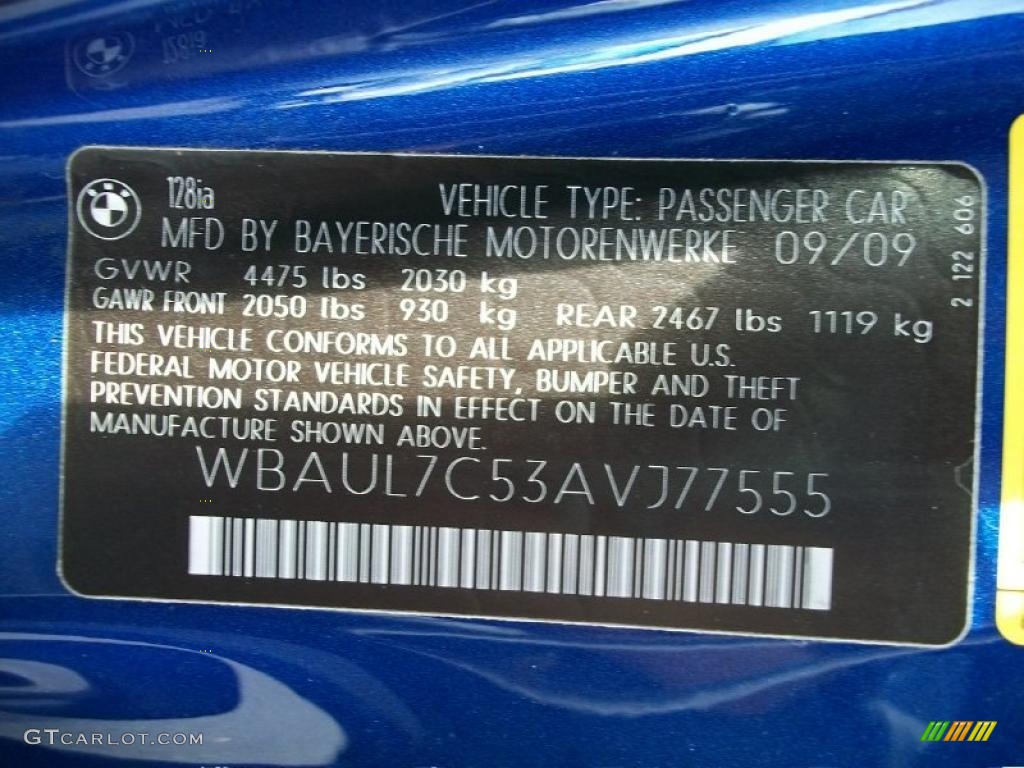 128ia
VEHICLE TYPE: PASSENGER CAR
MFD BY BAYERISCHE MOTORENWERKE 09/09
GVWR 4475 lbs 2030 kg
GAWR FRONT 2050 lbs 930 kg REAR 2467 lbs 1119 kg
THIS VEHICLE CONFORMS TO ALL APPLICABLE U.S.
FEDERAL MOTOR VEHICLE SAFETY, BUMPER AND THEFT
PREVENTION STANDARDS IN EFFECT ON THE DATE OF
MANUFACTURE SHOWN ABOVE.
WBAUL7C53AVJ77555
2 122 606
GTCARLOT.COM